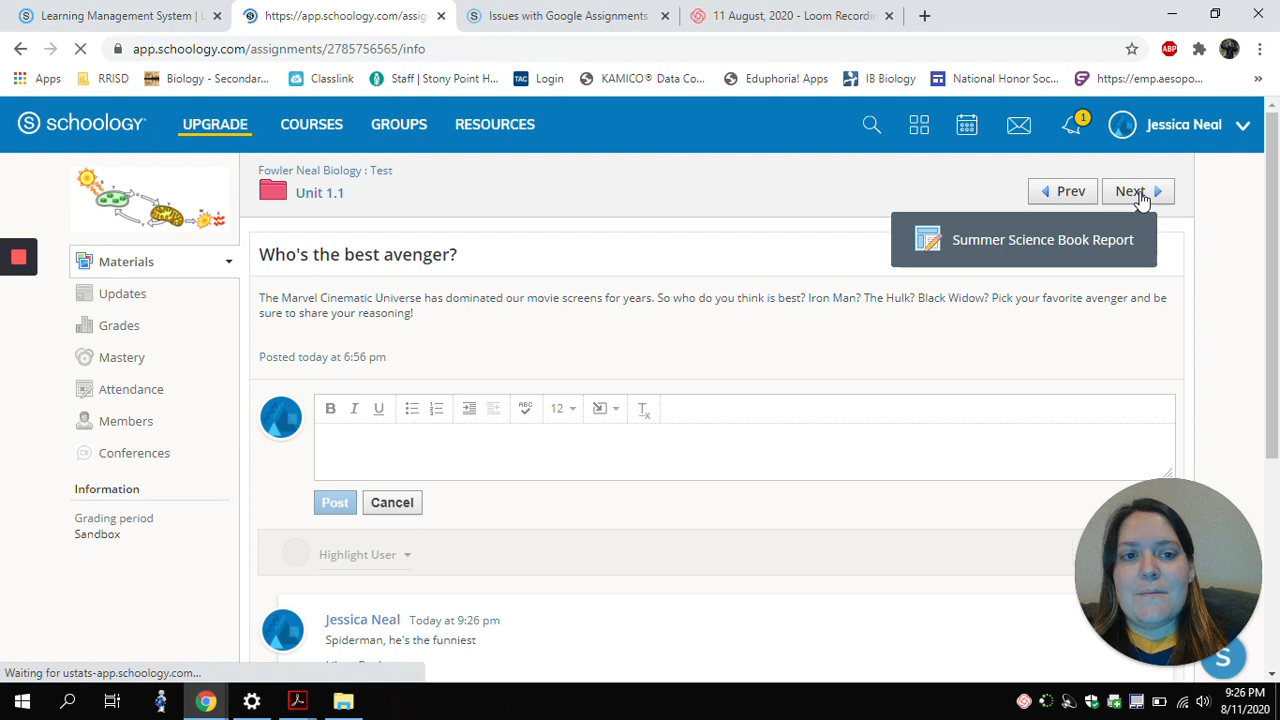 Learning Management System | L
https://app.schoology.com/assig
Issues with Google Assignments
11 August, 2020 - Loom Recordin
app.schoology.com/assignments/2785756565/info
ABP
Apps
RRISD
Biology - Secondar...
Classlink
Staff | Stony Point H...
TAC
Login
KAMICO® Data Co...
Eduphoria! Apps
IB Biology
National Honor Soc...
https://emp.aesopo...
»
S schoology
UPGRADE
COURSES
GROUPS
RESOURCES
1
Jessica Neal
Fowler Neal Biology : Test
Unit 1.1
Prev
Next
Summer Science Book Report
Materials
Updates
Grades
Mastery
Attendance
Members
Conferences
Information
Grading period
Sandbox
Who's the best avenger?
The Marvel Cinematic Universe has dominated our movie screens for years. So who do you think is best? Iron Man? The Hulk? Black Widow? Pick your favorite avenger and be
sure to share your reasoning!
Posted today at 6:56 pm
B I U ABC 12 Tx
Post
Cancel
Highlight User
Jessica Neal Today at 9:26 pm
Spiderman, he's the funniest
S
Waiting for ustats-app.schoology.com...
9:26 PM
8/11/2020